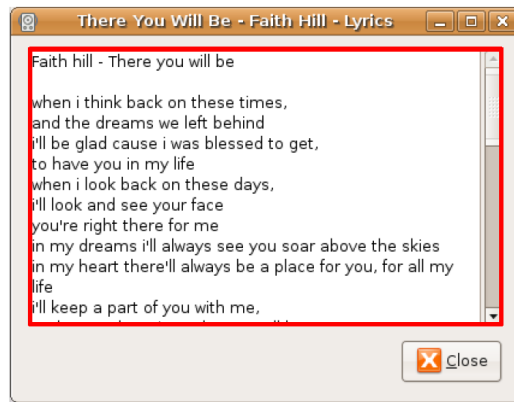 There You Will Be - Faith Hill - Lyrics
Faith hill - There you will be
when i think back on these times,
and the dreams we left behind
i'll be glad cause i was blessed to get,
to have you in my life
when i look back on these days,
i'll look and see your face
you're right there for me
in my dreams i'll always see you soar above the skies
in my heart there'll always be a place for you, for all my
life
i'll keep a part of you with me,
Close